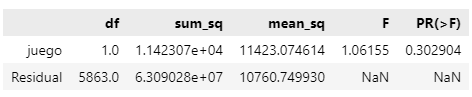 df sum_sq mean_sq F PR(>F)
juego 1.0 1.142307e+04 11423.074614 1.06155 0.302904
Residual 5863.0 6.309028e+07 10760.749930 NaN NaN